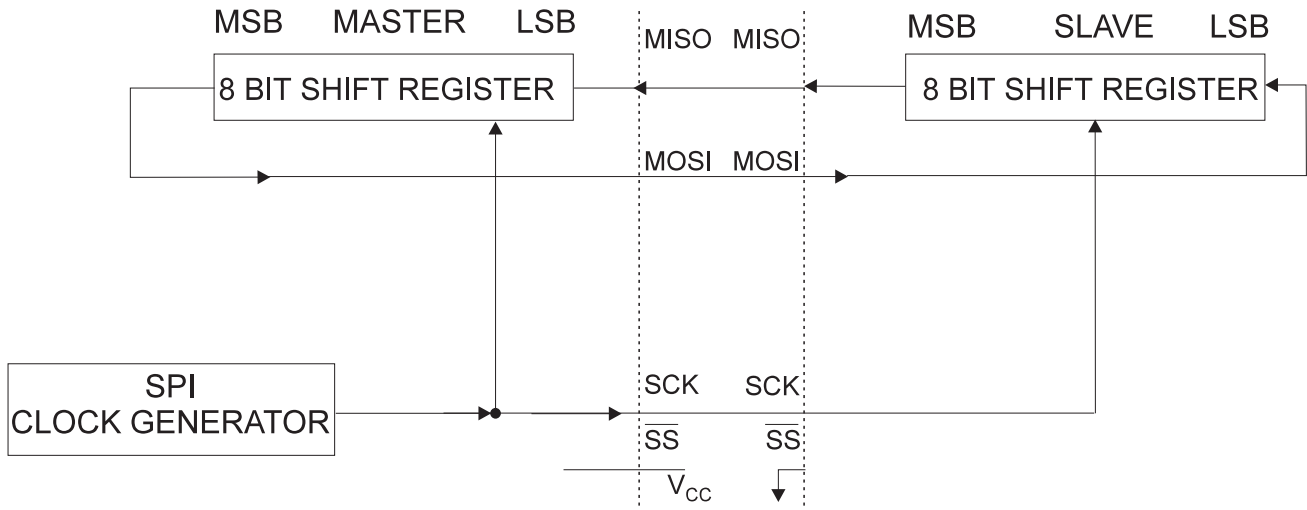 MSB MASTER LSB
MISO MISO
MSB SLAVE LSB
8 BIT SHIFT REGISTER
8 BIT SHIFT REGISTER
MOSI MOSI
SPI
CLOCK GENERATOR
SCK SCK
SS SS
VCC